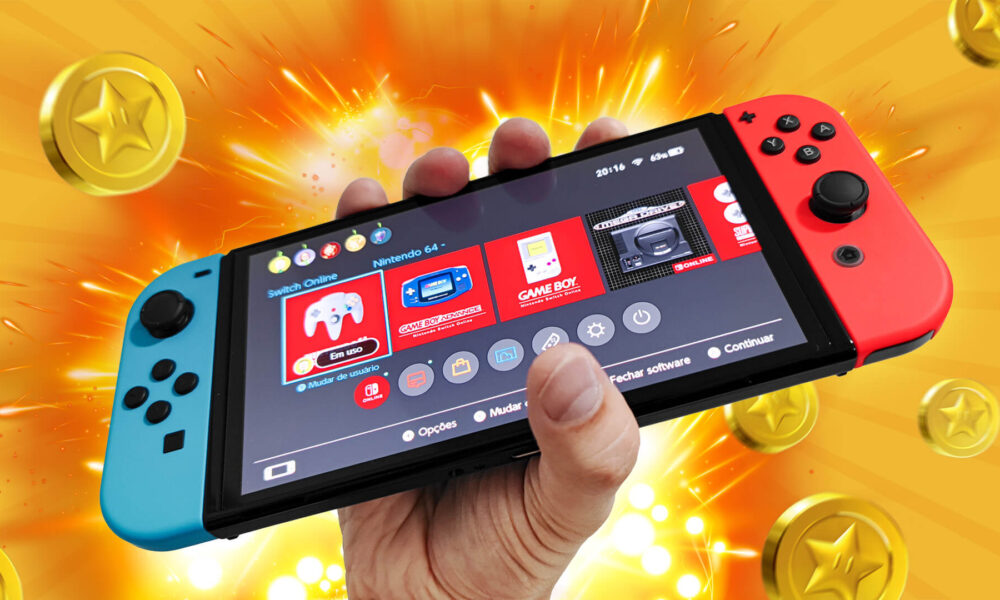 20:16 63%
Nintendo 64 -
Switch Online
Em uso
Mudar de usuário
GAME BOY ADVANCE
Nintendo Switch Online
GAME BOY
Nintendo Switch Online
MEGA DRIVE
ONLINE
ONLINE
Opções
Mudar
Fechar software
Continuar
X
Y
A
B